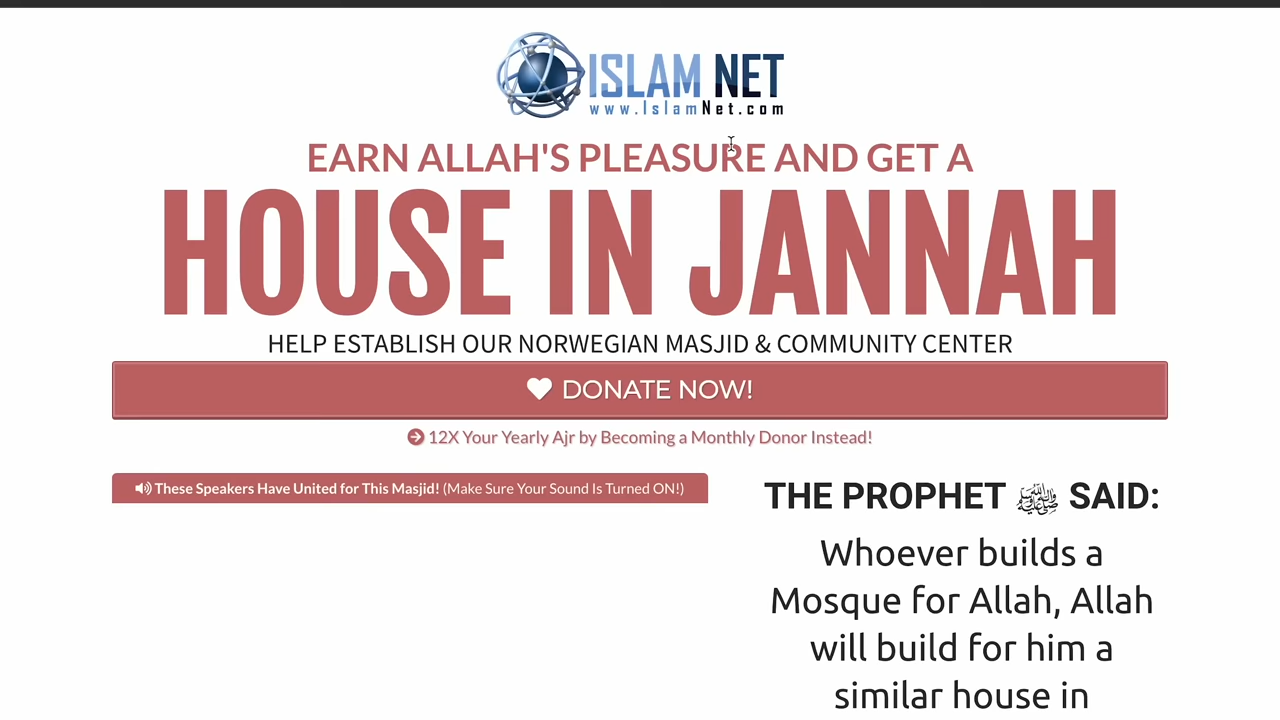 ISLAM NET
www.IslamNet.com
EARN ALLAH'S PLEASURE AND GET A
HOUSE IN JANNAH
HELP ESTABLISH OUR NORWEGIAN MASJID & COMMUNITY CENTER
DONATE NOW!
12X Your Yearly Ajr by Becoming a Monthly Donor Instead!
These Speakers Have United for This Masjid! (Make Sure Your Sound Is Turned ON!)
THE PROPHET ﷺ SAID:
Whoever builds a
Mosque for Allah, Allah
will build for him a
similar house in